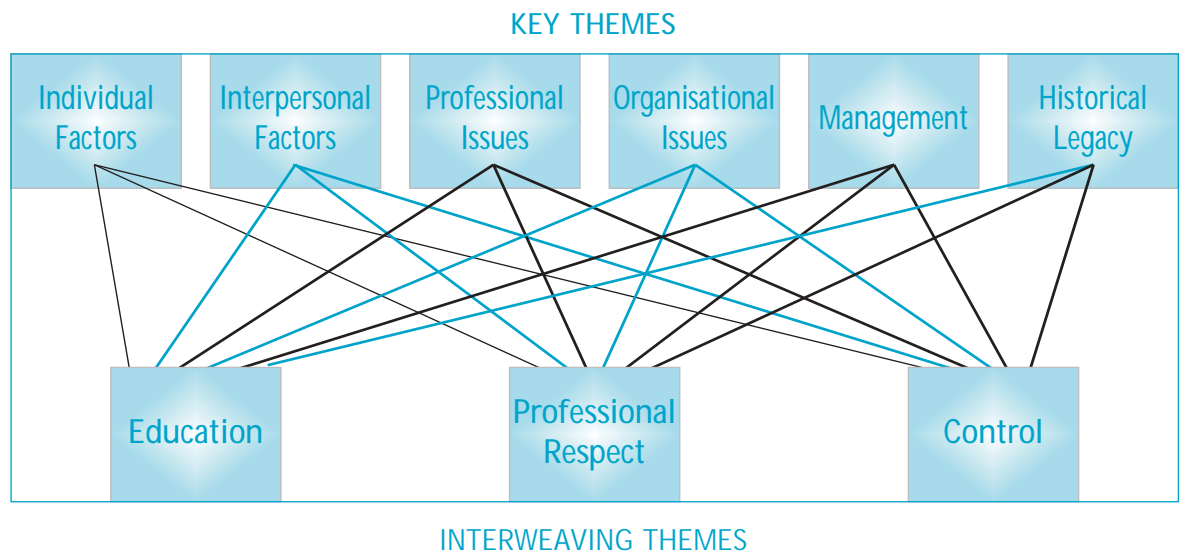 KEY THEMES
Individual
Factors
Interpersonal
Factors
Professional
Issues
Organisational
Issues
Management
Historical
Legacy
Education
Professional
Respect
Control
INTERWEAVING THEMES